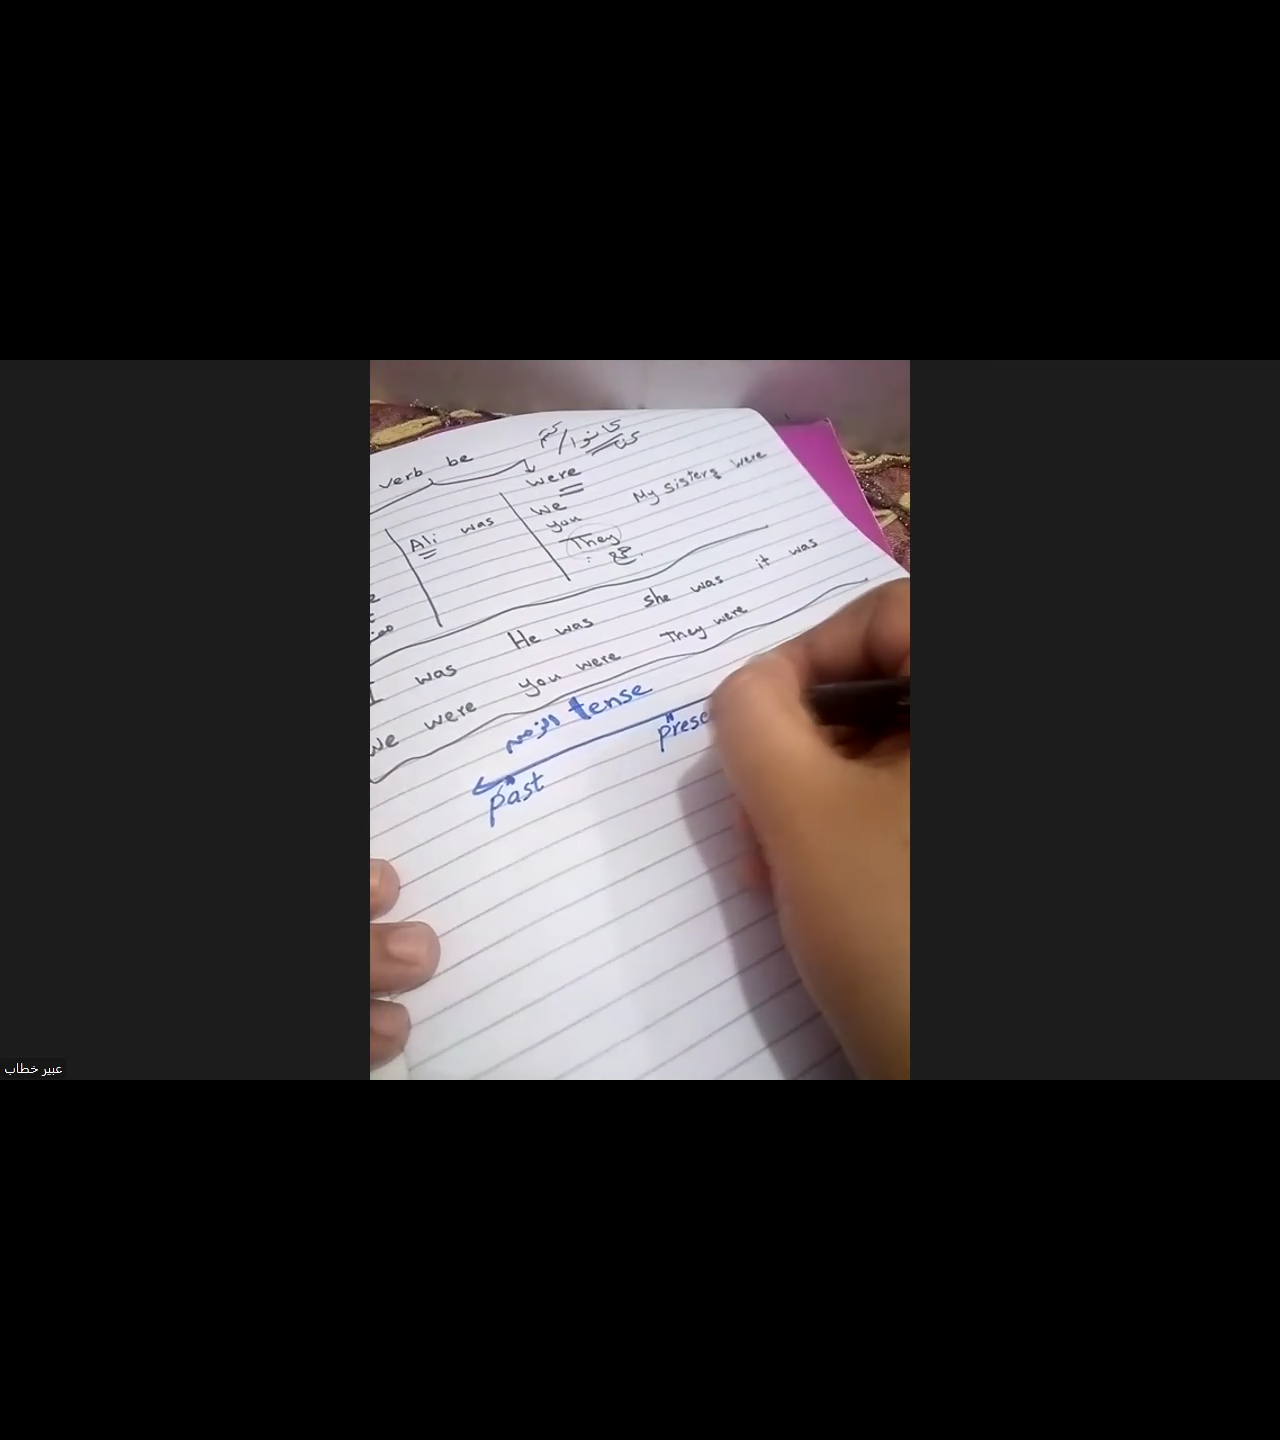 verb be
كانوا / كنتم
كنا
were
Ali was
we
you
They
جمع
My sisters were
I was He was she was it was
we were you were They were
الزمن tense
past
prese
عبير خطاب